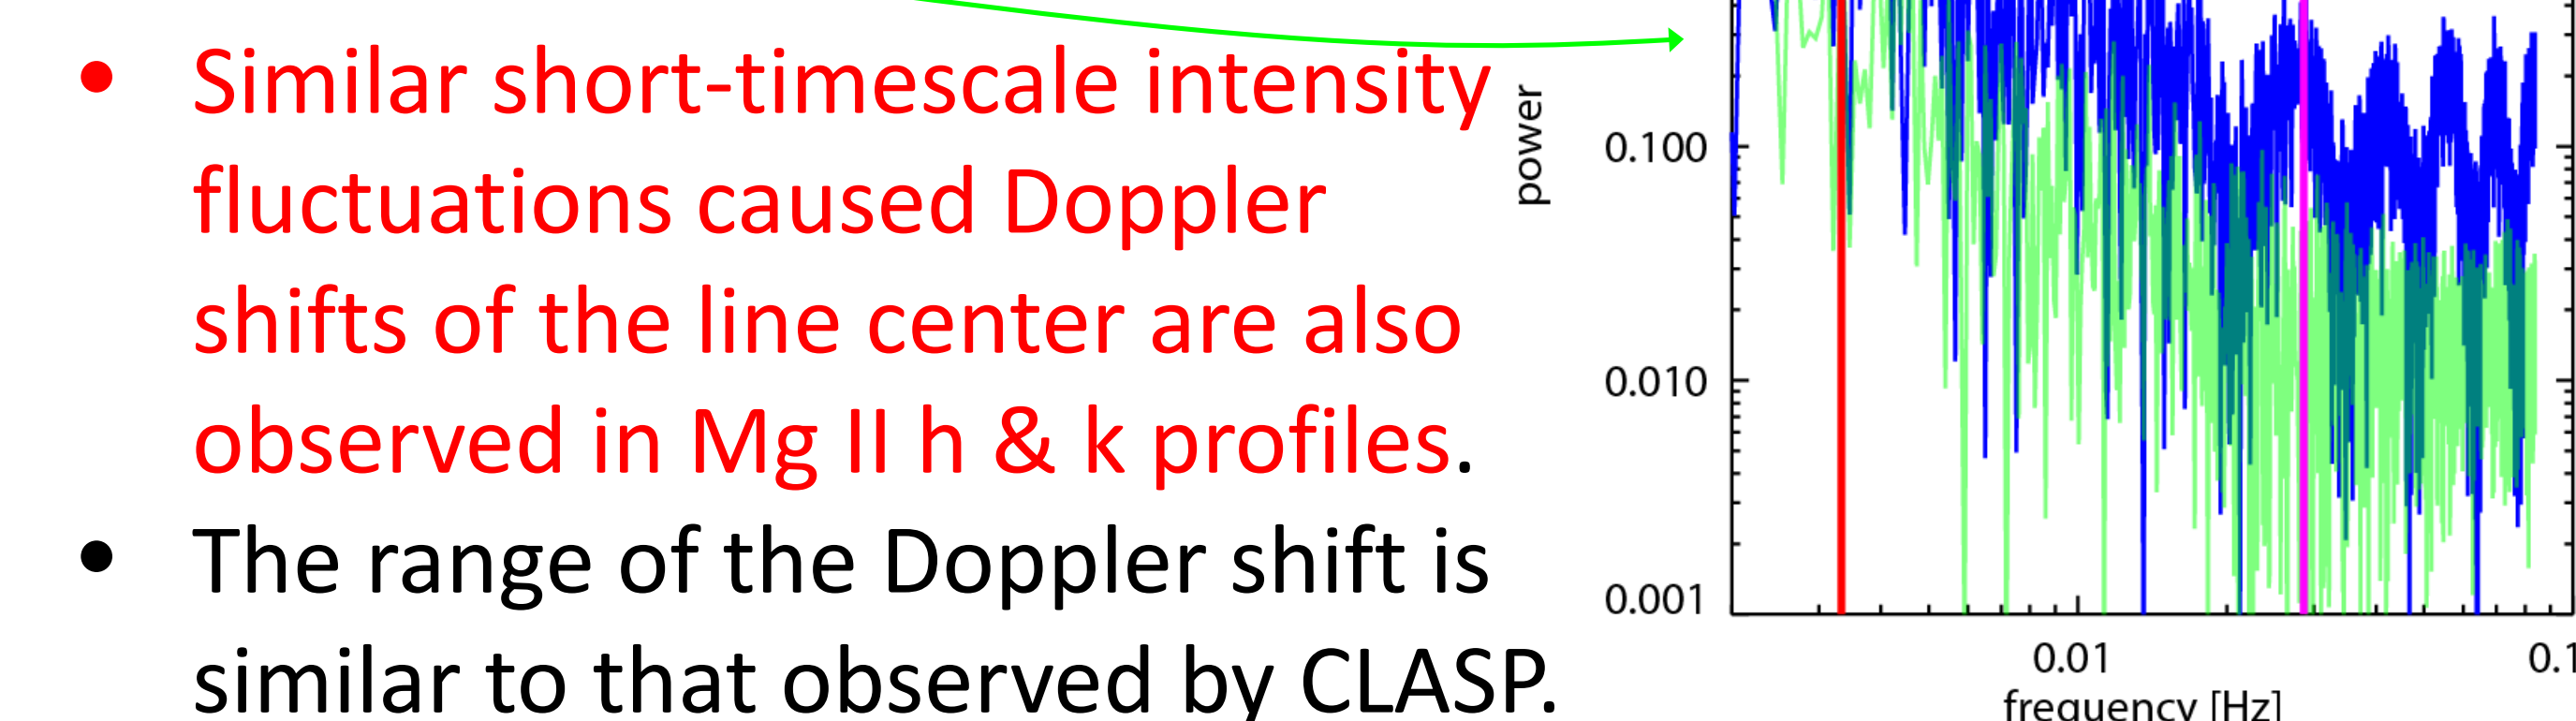 • Similar short-timescale intensity
fluctuations caused Doppler
shifts of the line center are also
observed in Mg II h & k profiles.
• The range of the Doppler shift is
similar to that observed by CLASP.
power
0.100
0.010
0.001
0.01
0.1
frequency [Hz]